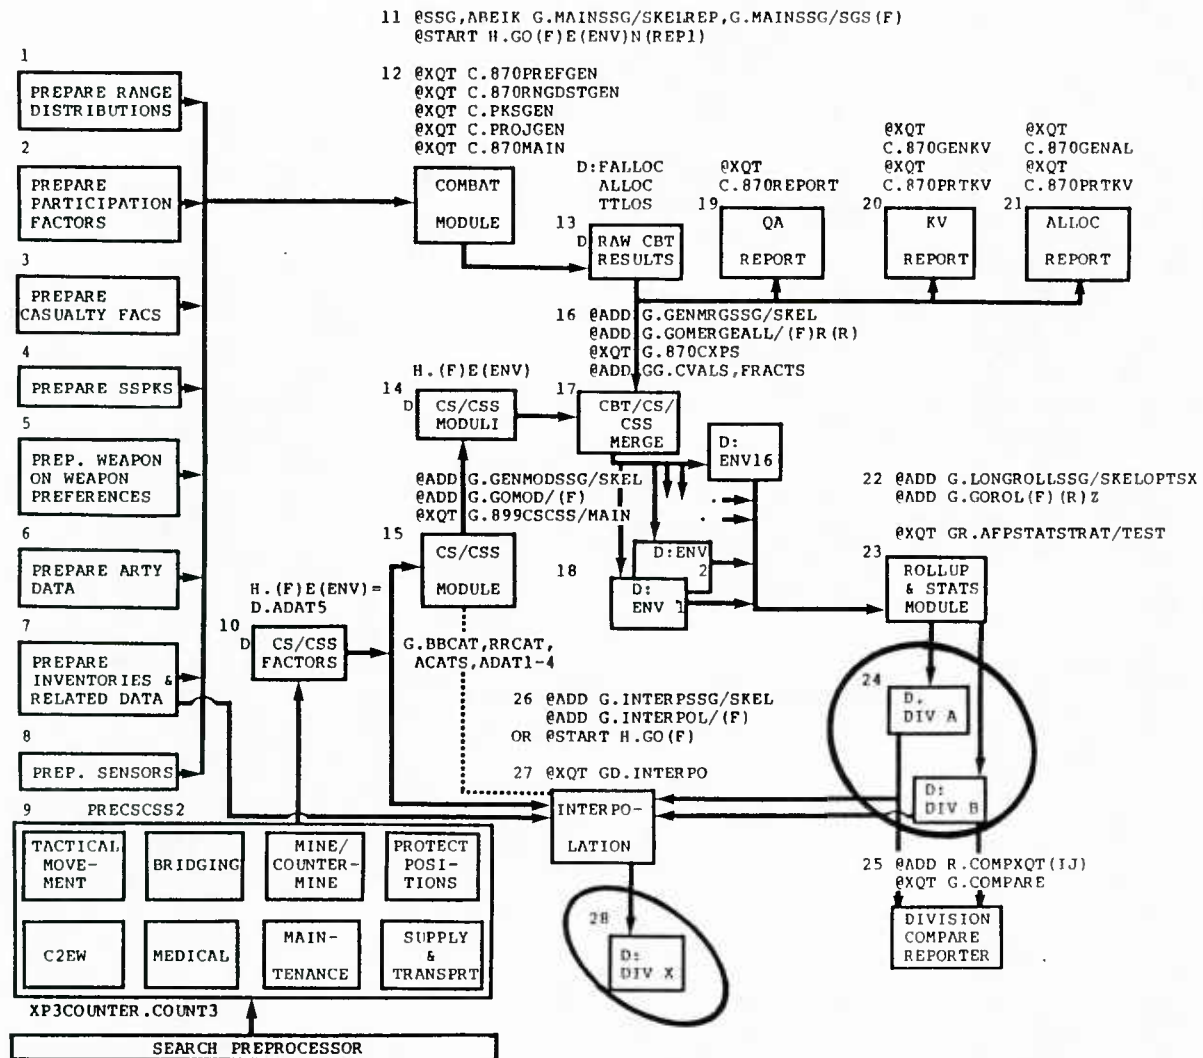 11 @SSG,ABEIK G.MAINSSG/SKELREP,G.MAINSSG/SGS(F)
@START H.GO(F)E(ENV)N(REP1)
1
PREPARE RANGE
DISTRIBUTIONS
2
PREPARE
PARTICIPATION
FACTORS
3
PREPARE
CASUALTY FACS
4
PREPARE SSPKS
5
PREP. WEAPON
ON WEAPON
PREFERENCES
6
PREPARE ARTY
DATA
7
PREPARE
INVENTORIES &
RELATED DATA
8
PREP. SENSORS
9 PRECSCSS2
TACTICAL
MOVE-
MENT
BRIDGING
MINE/
COUNTER-
MINE
PROTECT
POSI-
TIONS
C2EW
MEDICAL
MAIN-
TENANCE
SUPPLY
&
TRANSPRT
XP3COUNTER.COUNT3
SEARCH PREPROCESSOR
12 @XQT C.870PREFGEN
@XQT C.870RNGDSTGEN
@XQT C.PKSGEN
@XQT C.PROJGEN
@XQT C.870MAIN
COMBAT
MODULE
D:FALLOC
ALLOC
TTLOS
13
D
RAW CBT
RESULTS
@XQT
C.870REPORT
19
QA
REPORT
@XQT
C.870GENKV
@XQT
C.870PRTKV
20
KV
REPORT
@XQT
C.870GENAL
@XQT
C.870PRTKV
21
ALLOC
REPORT
16 @ADD G.GENMRGSSG/SKEL
@ADD G.GOMERGEALL/(F)R(R)
@XQT G.870CXPS
@ADD GG.CVALS,FRACTS
H.(F)E(ENV)
14
D
CS/CSS
MODULI
17
CBT/CS/
CSS
MERGE
D:
ENV16
@ADD G.GENMODSSG/SKEL
@ADD G.GOMOD/(F)
@XQT G.899CSCSS/MAIN
15
CS/CSS
MODULE
18
D:ENV
2
D:
ENV 1
22 @ADD G.LONGROLLSSG/SKELOPTSX
@ADD G.GOROL(F)(R)Z
@XQT GR.AFPSTATSTRAT/TEST
23
ROLLUP
& STATS
MODULE
H.(F)E(ENV)=
D.ADAT5
10
D
CS/CSS
FACTORS
G.BBCAT,RRCAT,
ACATS,ADAT1-4
26 @ADD G.INTERPSSG/SKEL
@ADD G.INTERPOL/(F)
OR @START H.GO(F)
27 @XQT GD.INTERPO
INTERPO-
LATION
24
D.
DIV A
D:
DIV B
25 @ADD R.COMPXQT(IJ)
@XQT G.COMPARE
DIVISION
COMPARE
REPORTER
28
D:
DIV X